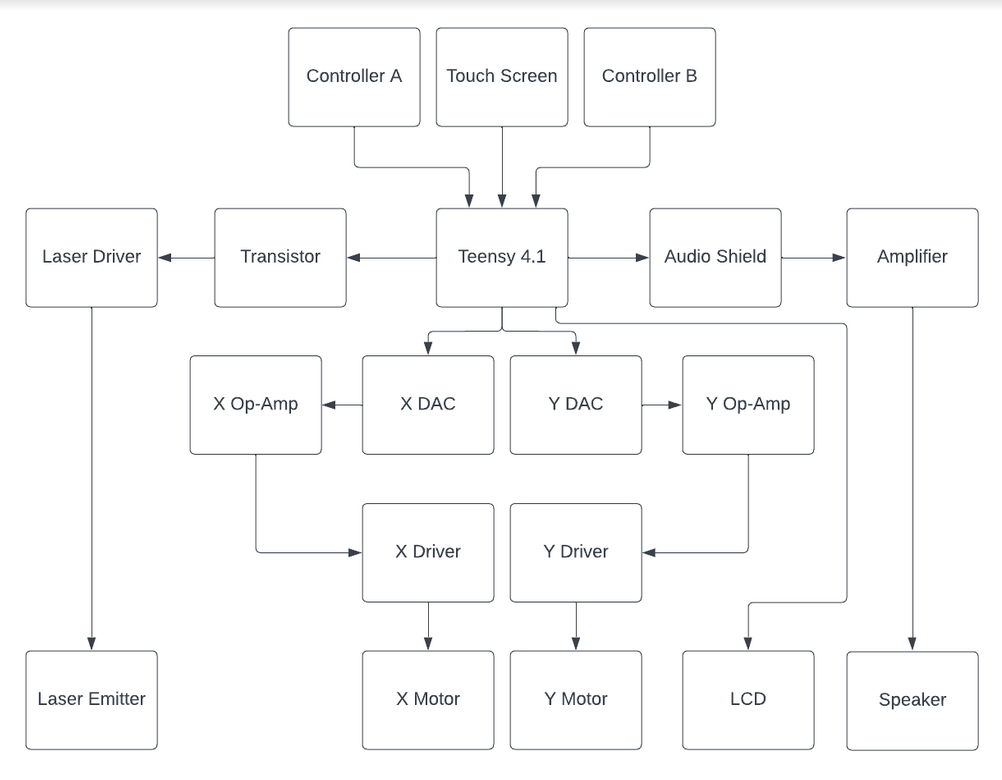 Controller A
Touch Screen
Controller B
Laser Driver
Transistor
Teensy 4.1
Audio Shield
Amplifier
X Op-Amp
X DAC
Y DAC
Y Op-Amp
X Driver
Y Driver
Laser Emitter
X Motor
Y Motor
LCD
Speaker